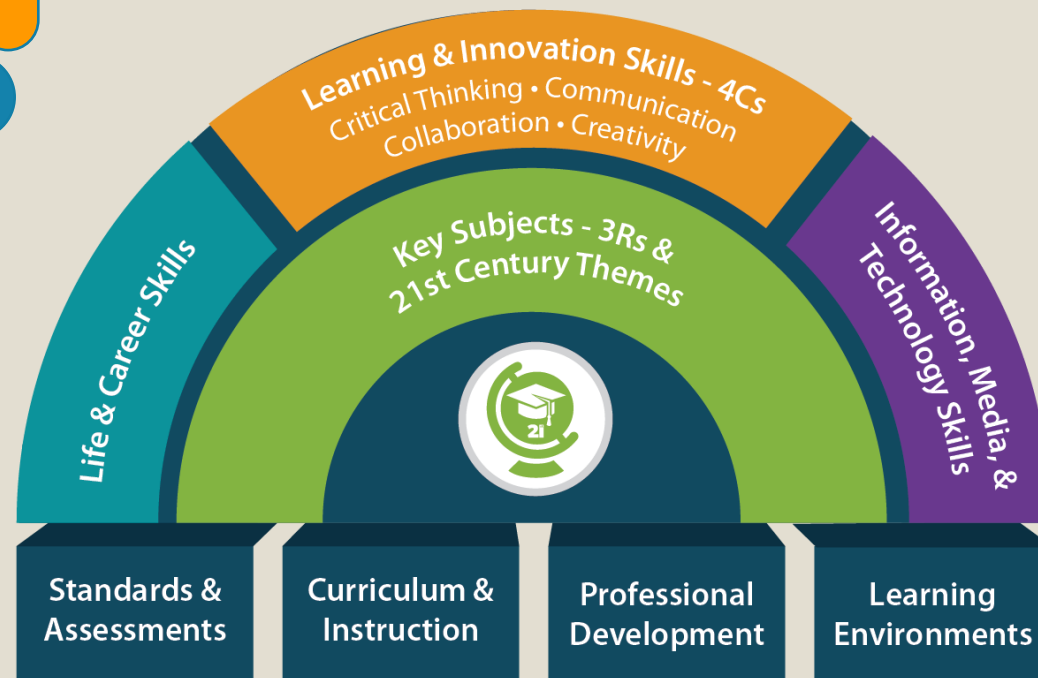 Learning & Innovation Skills - 4Cs
Critical Thinking • Communication
Collaboration • Creativity
Life & Career Skills
Key Subjects - 3Rs &
21st Century Themes
Information, Media, &
Technology Skills
21
Standards &
Assessments
Curriculum &
Instruction
Professional
Development
Learning
Environments